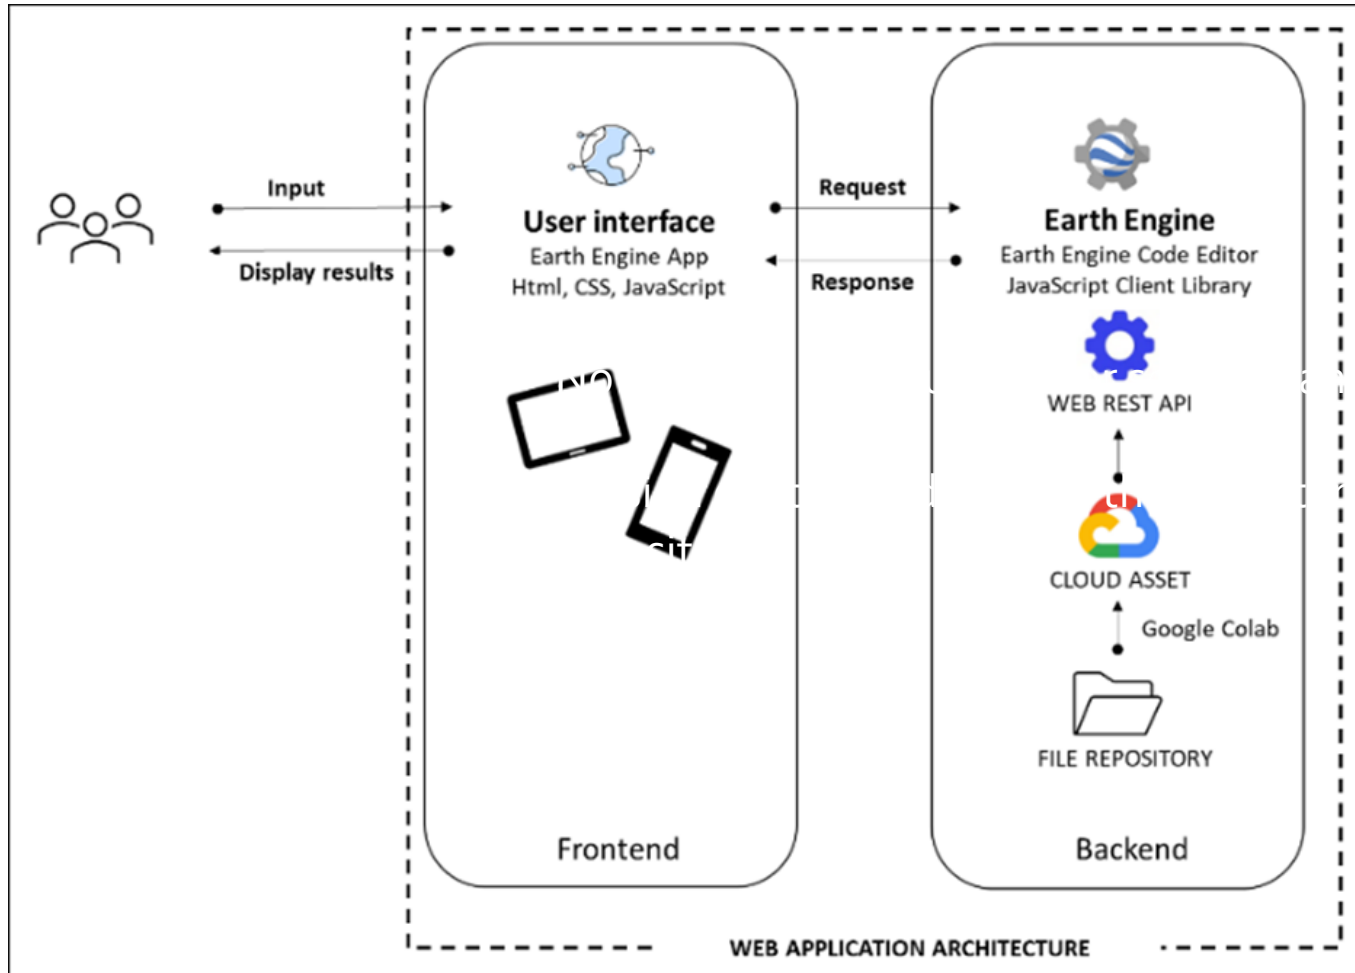 Input
Display results
User interface
Earth Engine App
Html, CSS, JavaScript
Request
Response
Earth Engine
Earth Engine Code Editor
JavaScript Client Library
WEB REST API
CLOUD ASSET
Google Colab
FILE REPOSITORY
Frontend
Backend
WEB APPLICATION ARCHITECTURE